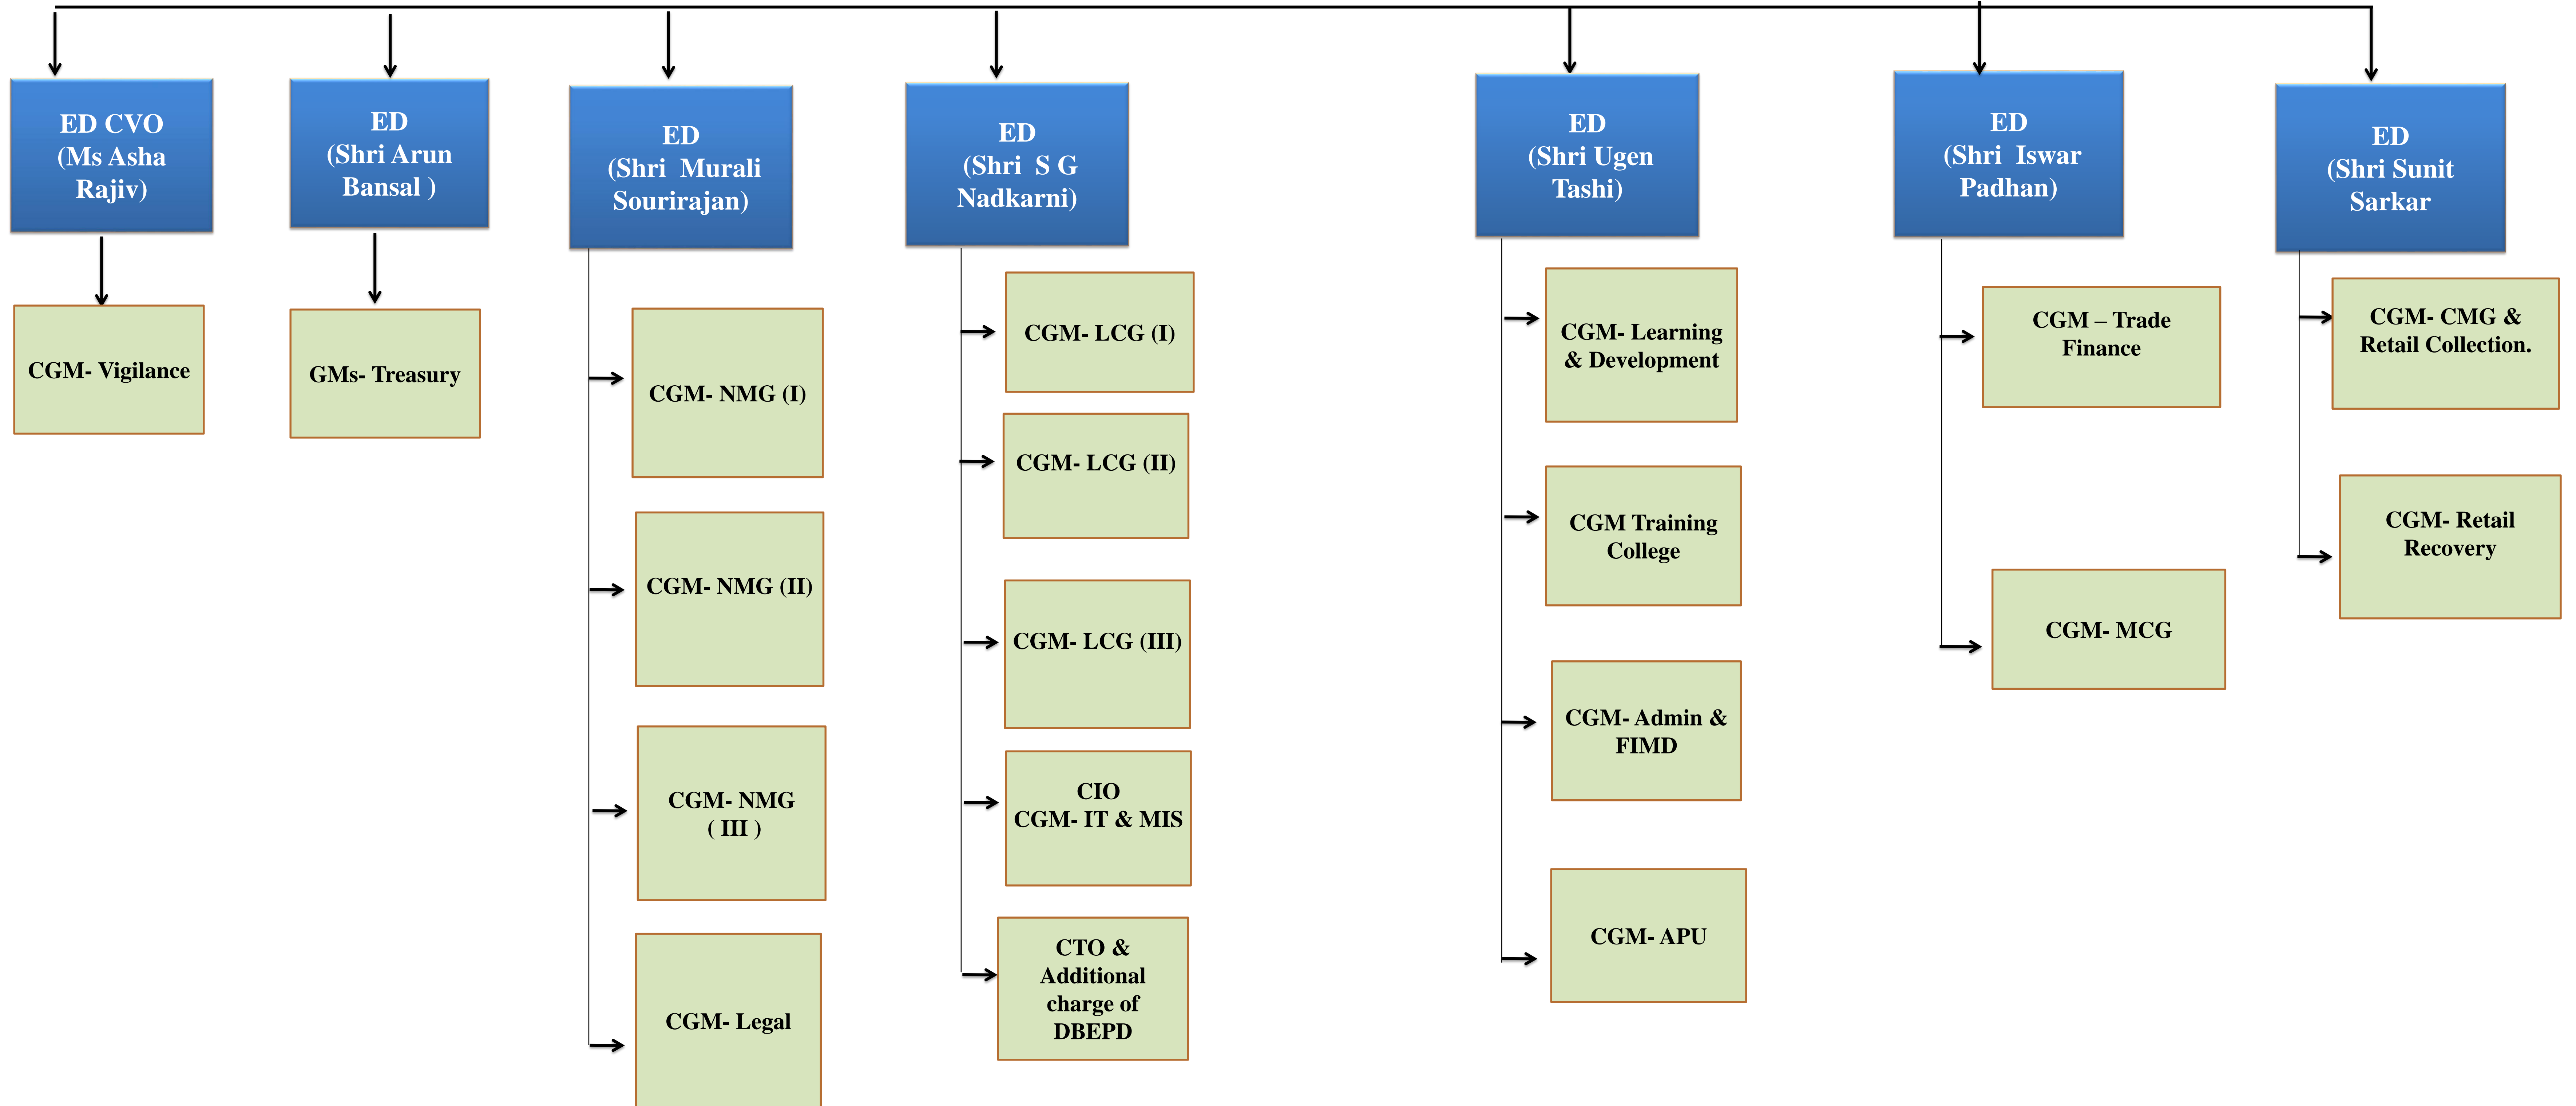 ED CVO
(Ms Asha
Rajiv)
CGM- Vigilance
ED
(Shri Arun
Bansal )
GMs- Treasury
ED
(Shri Murali
Sourirajan)
CGM- NMG (I)
CGM- NMG (II)
CGM- NMG
( III )
CGM- Legal
ED
(Shri S G
Nadkarni)
CGM- LCG (I)
CGM- LCG (II)
CGM- LCG (III)
CIO
CGM- IT & MIS
CTO &
Additional
charge of
DBEPD
ED
(Shri Ugen
Tashi)
CGM- Learning
& Development
CGM Training
College
CGM- Admin &
FIMD
CGM- APU
ED
(Shri Iswar
Padhan)
CGM – Trade
Finance
CGM- MCG
ED
(Shri Sunit
Sarkar
CGM- CMG &
Retail Collection.
CGM- Retail
Recovery